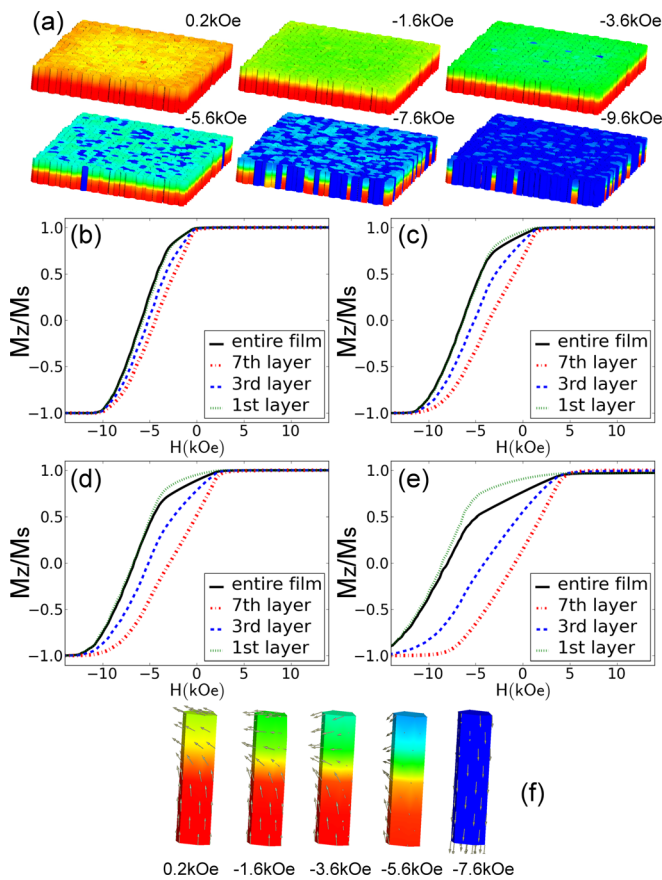 (a)
0.2kOe
-1.6kOe
-3.6kOe
-5.6kOe
-7.6kOe
-9.6kOe
(b)
Mz/Ms
1.0
0.5
0.0
−0.5
−1.0
entire film
7th layer
3rd layer
1st layer
−10 −5 0 5 10
H(kOe)
(c)
Mz/Ms
1.0
0.5
0.0
−0.5
−1.0
entire film
7th layer
3rd layer
1st layer
−10 −5 0 5 10
H(kOe)
(d)
Mz/Ms
1.0
0.5
0.0
−0.5
−1.0
entire film
7th layer
3rd layer
1st layer
−10 −5 0 5 10
H(kOe)
(e)
Mz/Ms
1.0
0.5
0.0
−0.5
−1.0
entire film
7th layer
3rd layer
1st layer
−10 −5 0 5 10
H(kOe)
(f)
0.2kOe
-1.6kOe
-3.6kOe
-5.6kOe
-7.6kOe